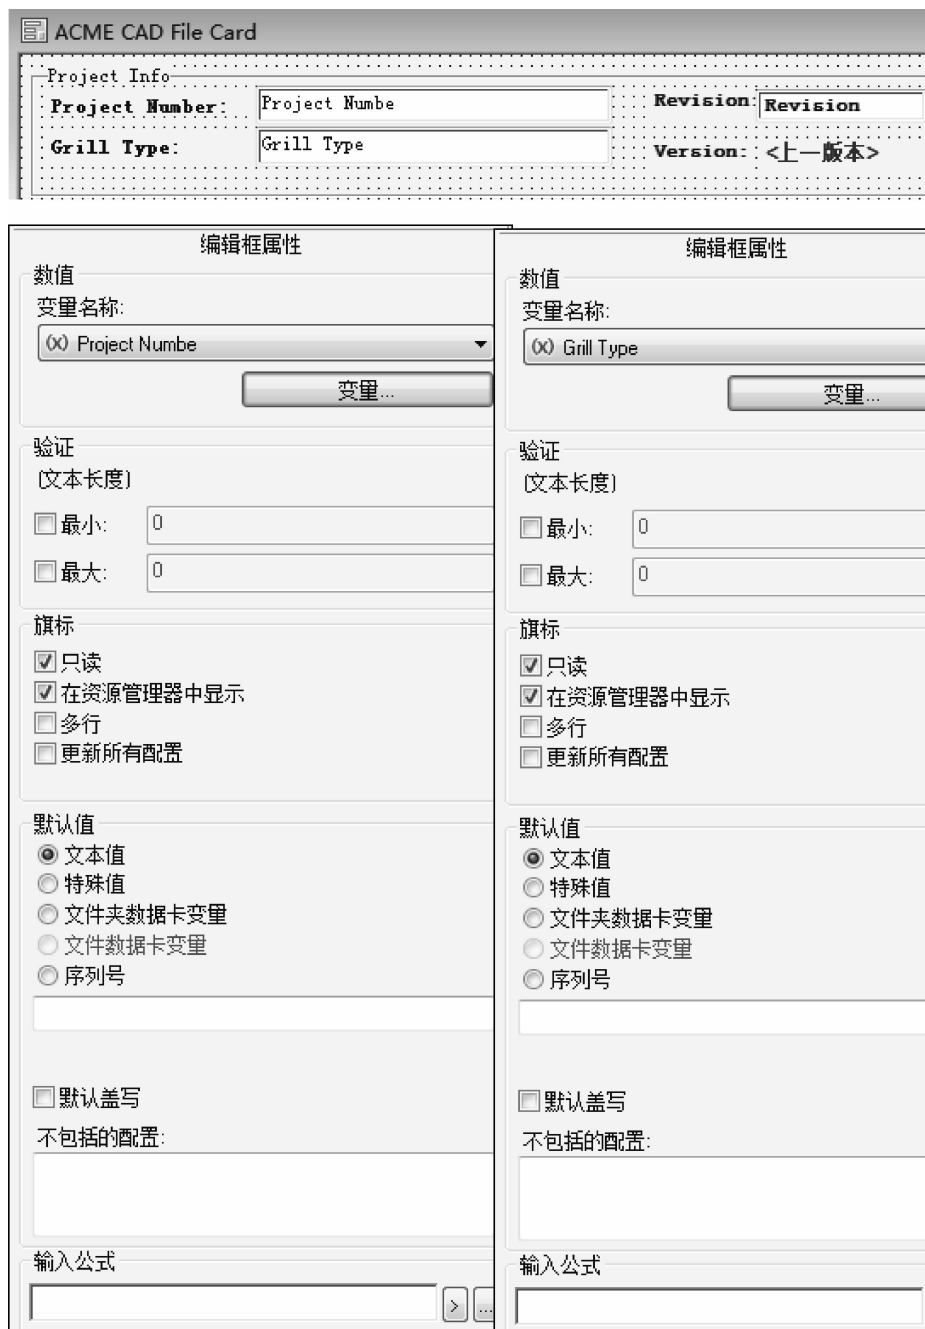 ACME CAD File Card
Project Info
Project Number: Project Numbe Revision: Revision
Grill Type: Grill Type Version: <上一版本>
编辑框属性
数值
变量名称:
(x) Project Numbe
变量...
验证
(文本长度)
最小: 0
最大: 0
旗标
只读
在资源管理器中显示
多行
更新所有配置
默认值
文本值
特殊值
文件夹数据卡变量
文件数据卡变量
序列号
默认盖写
不包括的配置:
输入公式
> ...
编辑框属性
数值
变量名称:
(x) Grill Type
变量...
验证
(文本长度)
最小: 0
最大: 0
旗标
只读
在资源管理器中显示
多行
更新所有配置
默认值
文本值
特殊值
文件夹数据卡变量
文件数据卡变量
序列号
默认盖写
不包括的配置:
输入公式